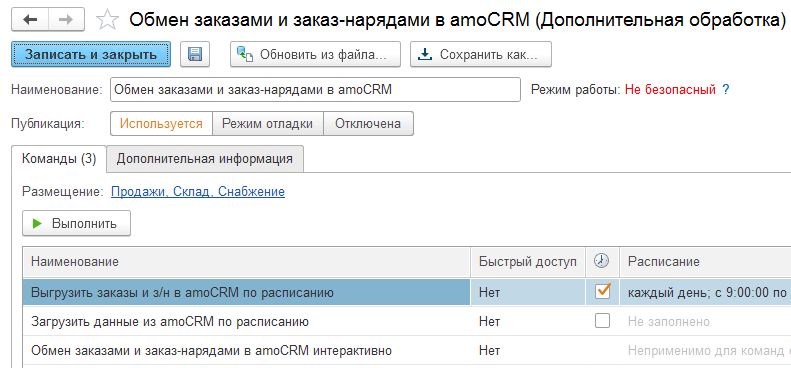 Обмен заказами и заказ-нарядами в amoCRM (Дополнительная обработка)
Записать и закрыть Обновить из файла... Сохранить как...
Наименование: Обмен заказами и заказ-нарядами в amoCRM Режим работы: Не безопасный ?
Публикация: Используется Режим отладки Отключена
Команды (3) Дополнительная информация
Размещение: Продажи, Склад, Снабжение
Выполнить
Наименование Быстрый доступ Расписание
Выгрузить заказы и з/н в amoCRM по расписанию Нет каждый день; с 9:00:00 по
Загрузить данные из amoCRM по расписанию Нет Не заполнено
Обмен заказами и заказ-нарядами в amoCRM интерактивно Нет Неприменимо для команд с